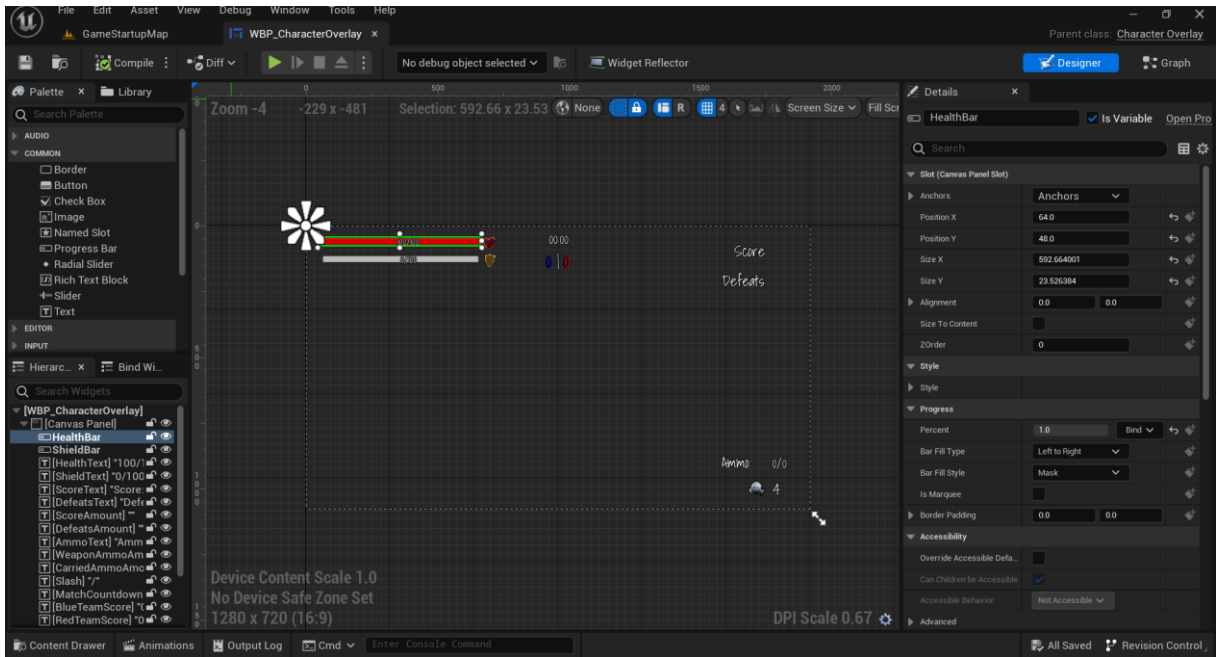 File Edit Asset View Debug Window Tools Help
GameStartupMap WBP_CharacterOverlay × Parent class: Character Overlay
Compile Diff No debug object selected Widget Reflector Designer Graph
Palette × Library
Search Palette
AUDIO
COMMON
Border
Button
Check Box
Image
Named Slot
Progress Bar
Radial Slider
Rich Text Block
Slider
Text
EDITOR
INPUT
Hierarc... × Bind Wi...
Search Widgets
[WBP_CharacterOverlay]
[Canvas Panel]
HealthBar
ShieldBar
[HealthText] "100/1
[ShieldText] "0/100
[ScoreText] "Score:
[DefeatsText] "Defe
[ScoreAmount] ""
[DefeatsAmount] "
[AmmoText] "Amm
[WeaponAmmoAm
[CarriedAmmoAmo
[Slash] "/"
[MatchCountdown
[BlueTeamScore] "(
[RedTeamScore] "0
0 500 1000 1500 2000
Zoom -4 -229 x -481 Selection: 592.66 x 23.53 None R 4 Screen Size Fill Scr
0
500
1000
00:00
Score
0 | 0
Defeats
Ammo 0/0
4
Device Content Scale 1.0
No Device Safe Zone Set
1280 x 720 (16:9) DPI Scale 0.67
Details ×
HealthBar Is Variable Open Pro
Search
Slot (Canvas Panel Slot)
Anchors Anchors
Position X 64.0
Position Y 48.0
Size X 592.664001
Size Y 23.526384
Alignment 0.0 0.0
Size To Content
ZOrder 0
Style
Style
Progress
Percent 1.0 Bind
Bar Fill Type Left to Right
Bar Fill Style Mask
Is Marquee
Border Padding 0.0 0.0
Accessibility
Override Accessible Defa...
Can Children be Accessible
Accessible Behavior Not Accessible
Advanced
Content Drawer Animations Output Log Cmd Enter Console Command All Saved Revision Control